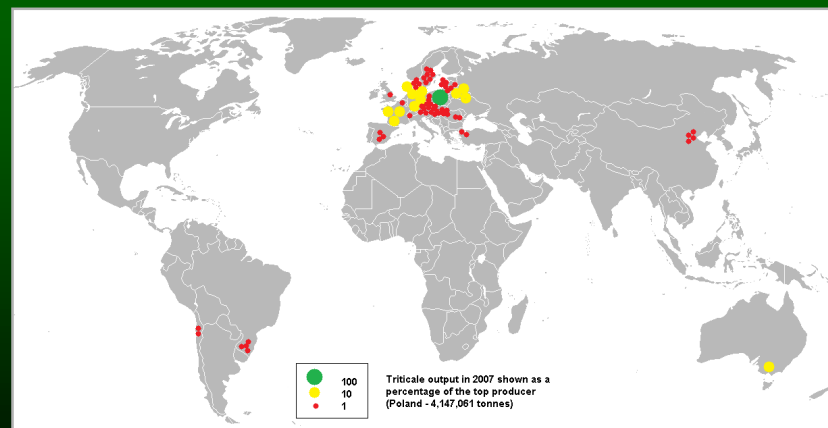 100
10
1
Triticale output in 2007 shown as a
percentage of the top producer
(Poland - 4,147,061 tonnes)